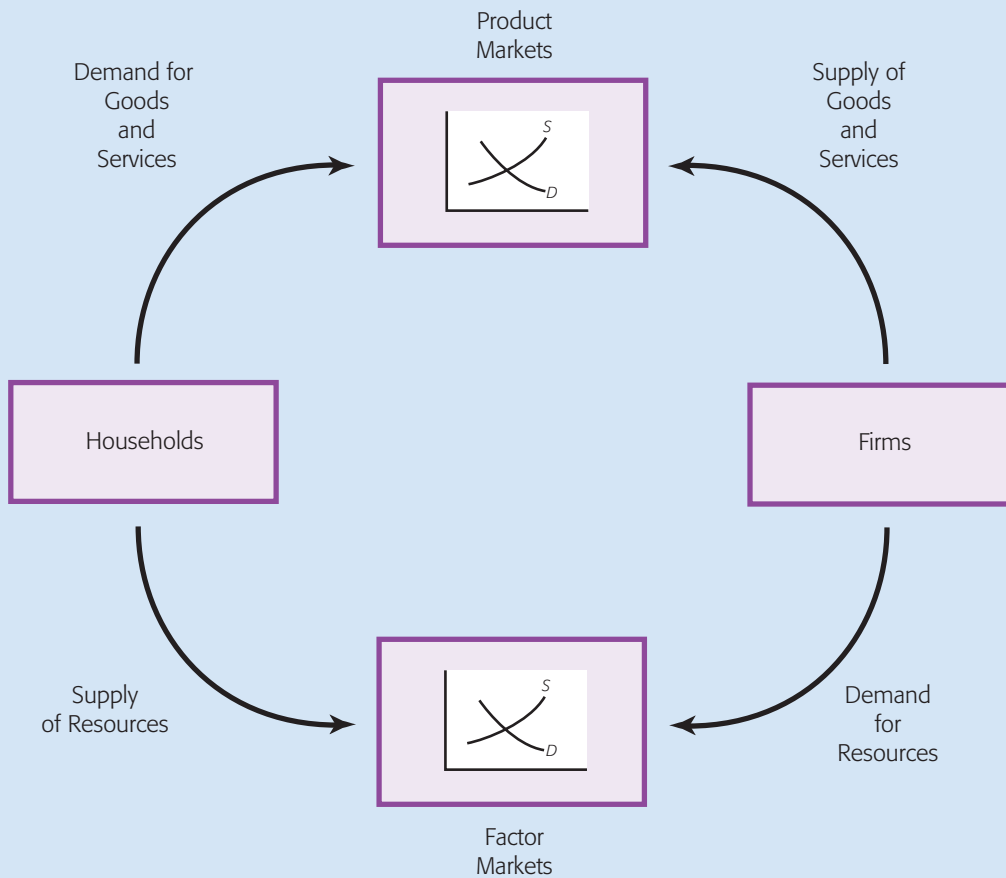 Product
Markets
Demand for
Goods
and
Services
Supply of
Goods
and
Services
S
D
Households
Firms
Supply
of Resources
S
D
Demand
for
Resources
Factor
Markets